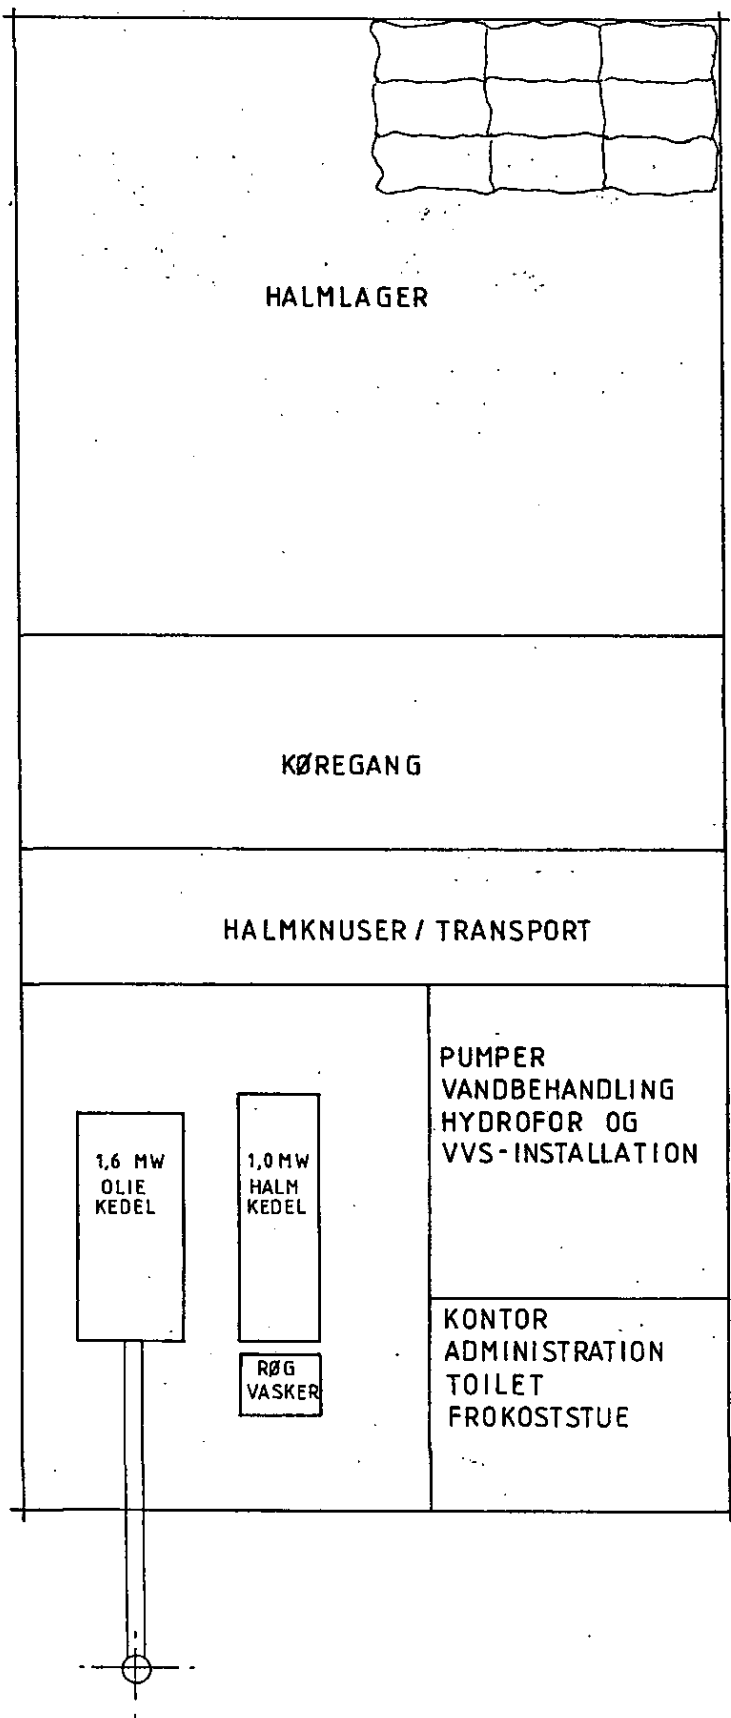 HALMLAGER
KØREGANG
HALMKNUSER / TRANSPORT
PUMPER
VANDBEHANDLING
HYDROFOR OG
VVS-INSTALLATION
1,6 MW
OLIE
KEDEL
1,0 MW
HALM
KEDEL
RØG
VASKER
KONTOR
ADMINISTRATION
TOILET
FROKOSTSTUE